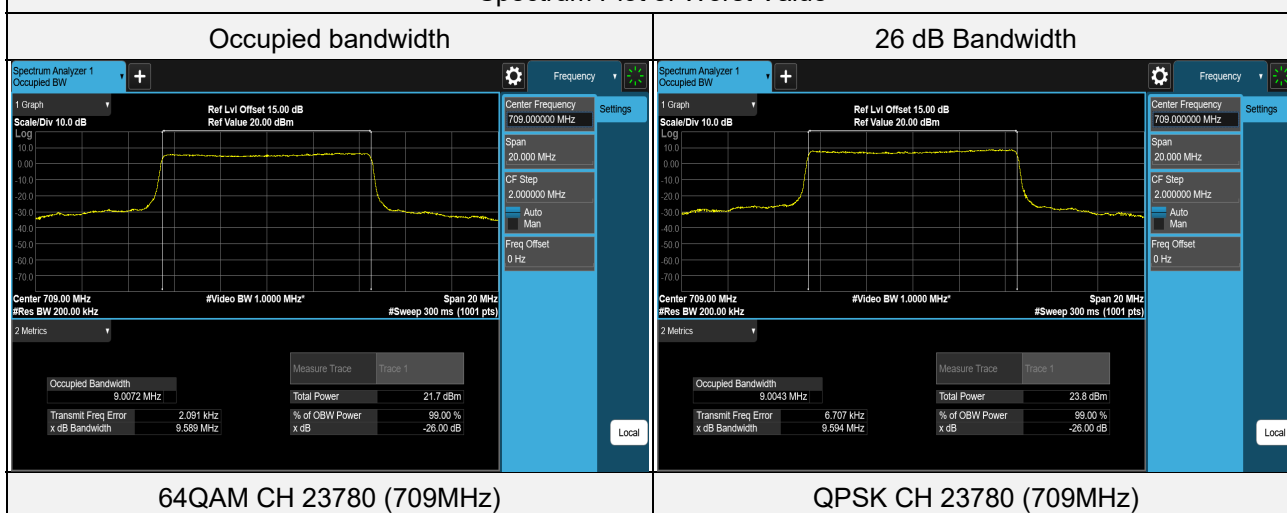 Occupied bandwidth
26 dB Bandwidth
Spectrum Analyzer 1
Occupied BW
+
Frequency
1 Graph
Scale/Div 10.0 dB
Ref Lvl Offset 15.00 dB
Ref Value 20.00 dBm
Log
10.0
0.00
-10.0
-20.0
-30.0
-40.0
-50.0
-60.0
-70.0
Center 709.00 MHz
#Video BW 1.0000 MHz*
Span 20 MHz
#Res BW 200.00 kHz
#Sweep 300 ms (1001 pts)
Center Frequency
709.000000 MHz
Settings
Span
20.000 MHz
CF Step
2.000000 MHz
Auto
Man
Freq Offset
0 Hz
2 Metrics
Measure Trace Trace 1
Occupied Bandwidth
9.0072 MHz
Total Power 21.7 dBm
Transmit Freq Error 2.091 kHz
% of OBW Power 99.00 %
x dB Bandwidth 9.589 MHz
x dB -26.00 dB
Local
Spectrum Analyzer 1
Occupied BW
+
Frequency
1 Graph
Scale/Div 10.0 dB
Ref Lvl Offset 15.00 dB
Ref Value 20.00 dBm
Log
10.0
0.00
-10.0
-20.0
-30.0
-40.0
-50.0
-60.0
-70.0
Center 709.00 MHz
#Video BW 1.0000 MHz*
Span 20 MHz
#Res BW 200.00 kHz
#Sweep 300 ms (1001 pts)
Center Frequency
709.000000 MHz
Settings
Span
20.000 MHz
CF Step
2.000000 MHz
Auto
Man
Freq Offset
0 Hz
2 Metrics
Measure Trace Trace 1
Occupied Bandwidth
9.0043 MHz
Total Power 23.8 dBm
Transmit Freq Error 6.707 kHz
% of OBW Power 99.00 %
x dB Bandwidth 9.594 MHz
x dB -26.00 dB
Local
64QAM CH 23780 (709MHz)
QPSK CH 23780 (709MHz)